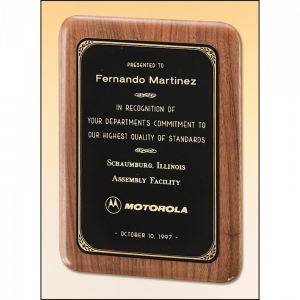 PRESENTED TO
Fernando Martinez
IN RECOGNITION OF
YOUR DEPARTMENT'S COMMITMENT TO
OUR HIGHEST QUALITY OF STANDARDS
SCHAUMBURG, ILLINOIS
ASSEMBLY FACILITY
MOTOROLA
- OCTOBER 10, 1997 -